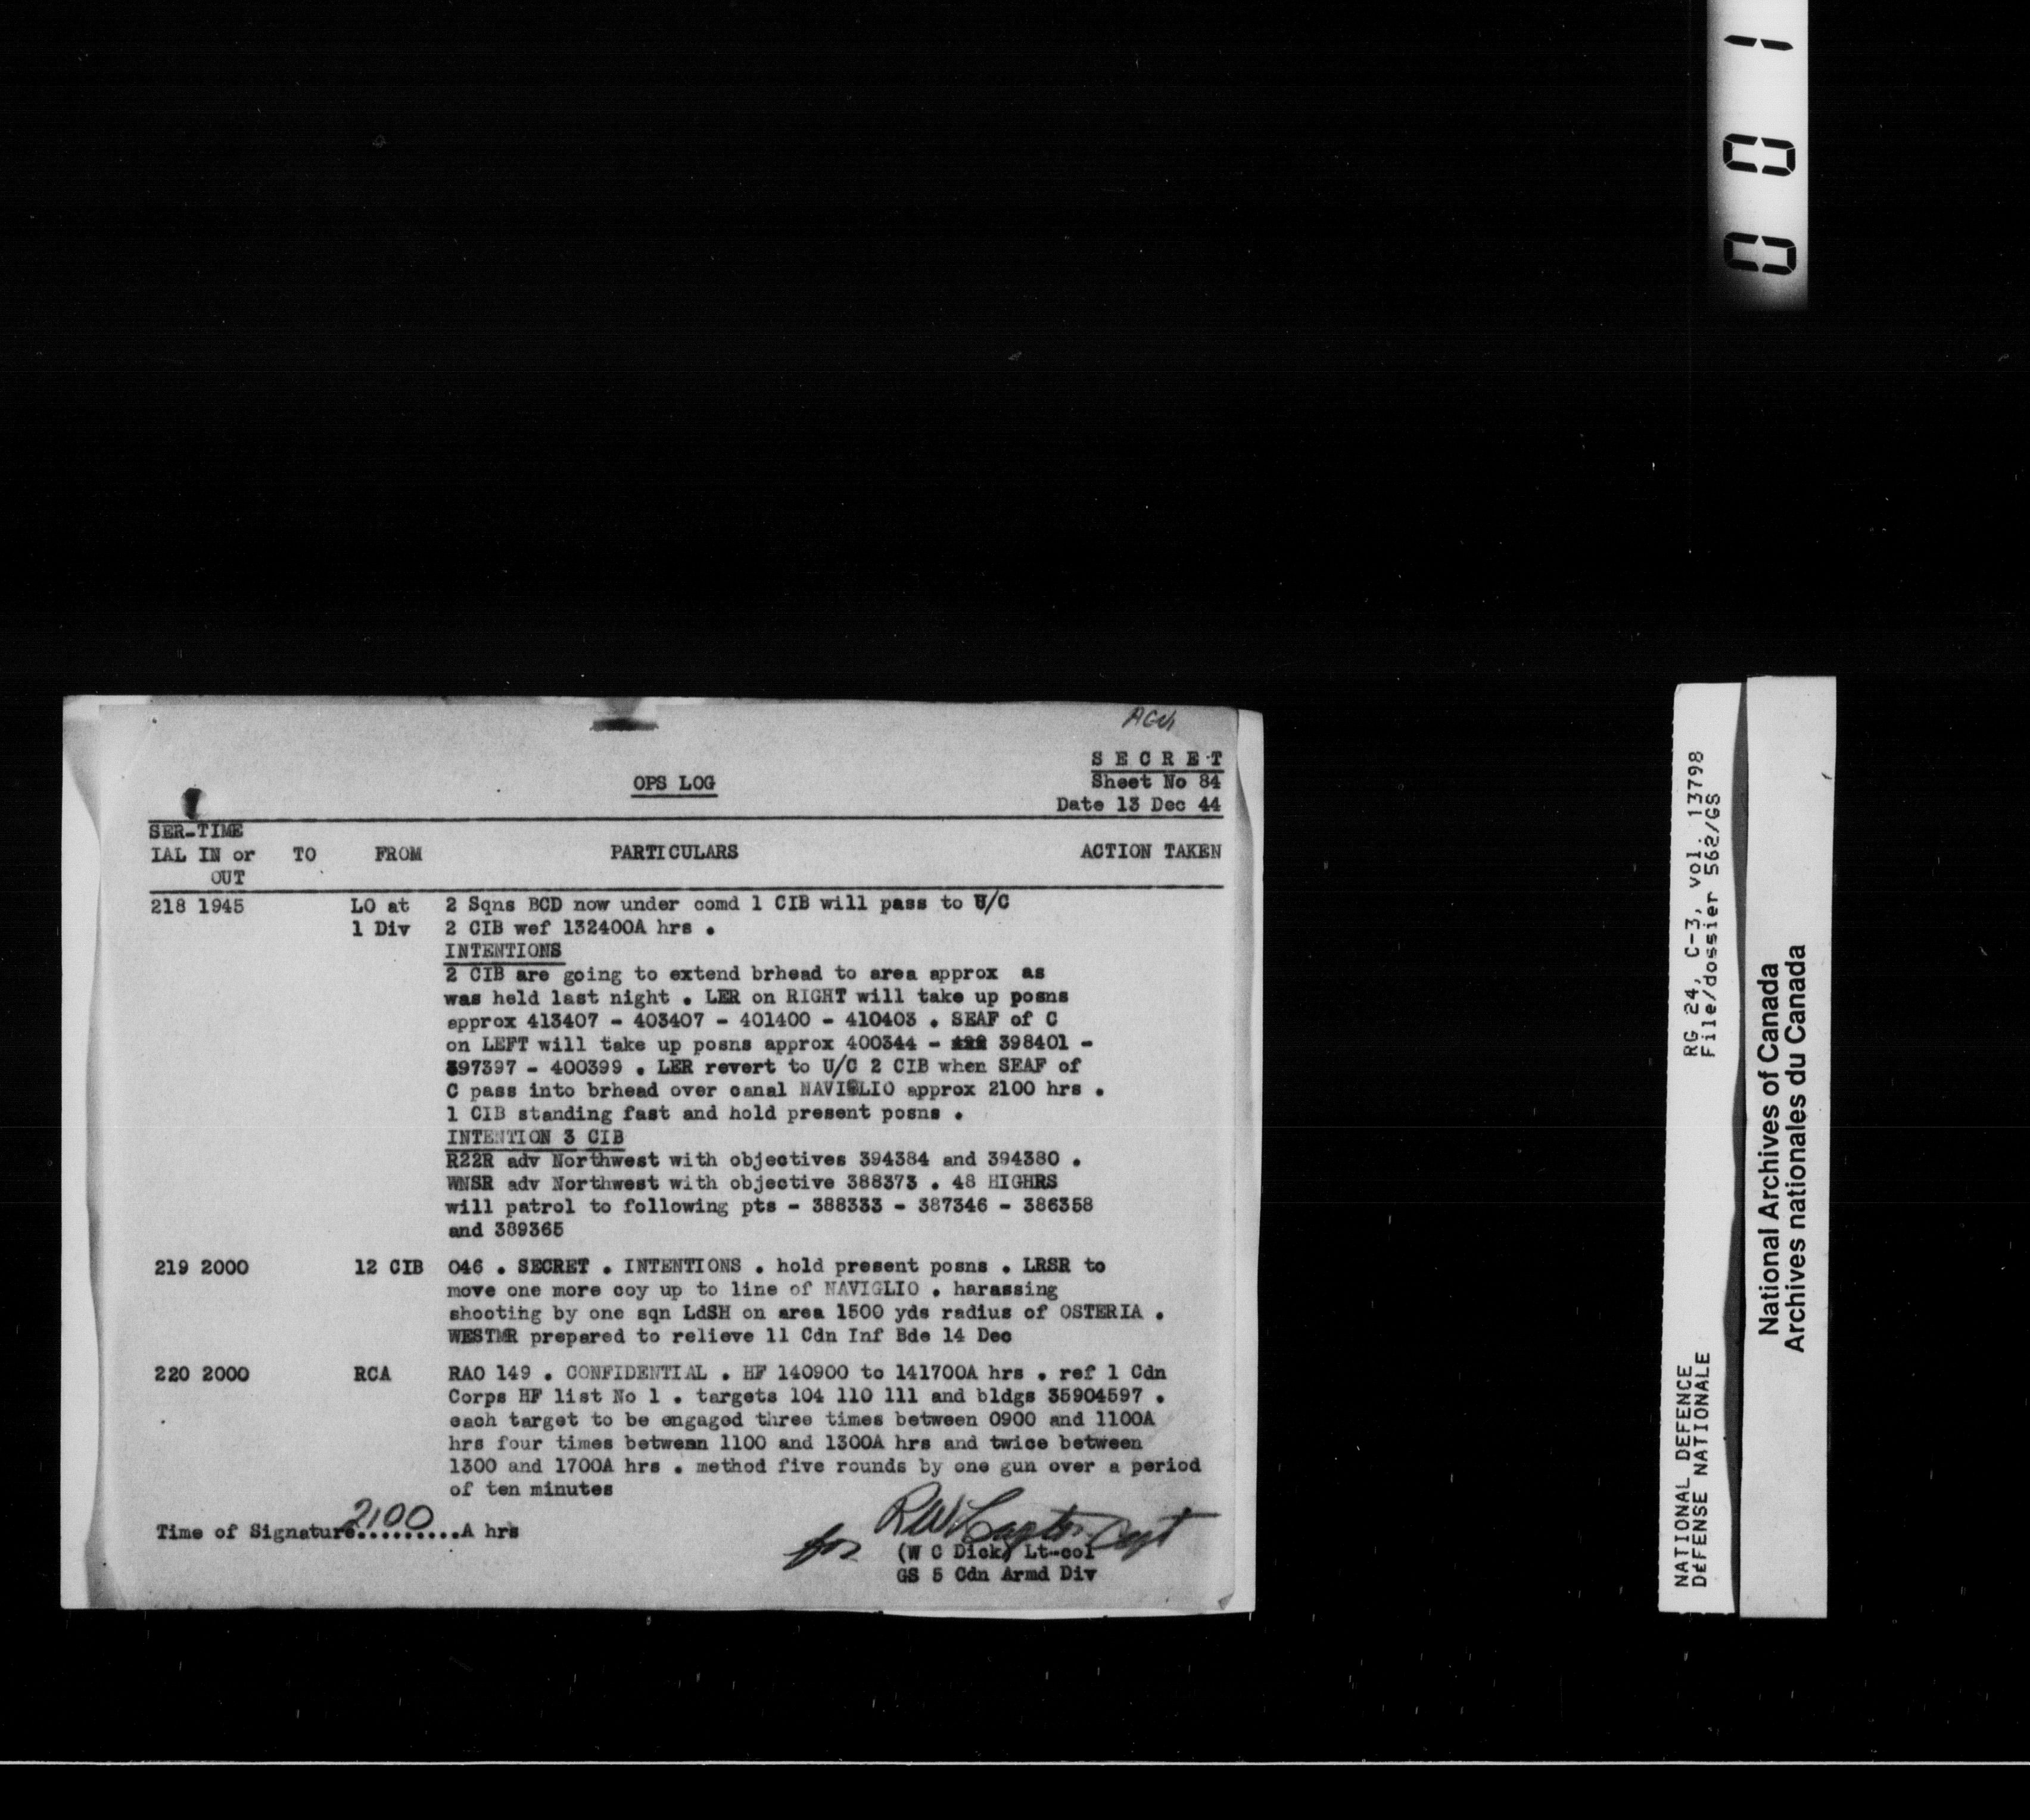 001
AGW
S E C R E T
OPS LOG
Sheet No 84
Date 13 Dec 44
SER-TIME
IAL IN or TO FROM PARTICULARS ACTION TAKEN
OUT
218 1945 LO at 2 Sqns BCD now under comd 1 CIB will pass to U/C
1 Div 2 CIB wef 132400A hrs .
INTENTIONS
2 CIB are going to extend brhead to area approx as
was held last night . LER on RIGHT will take up posns
approx 413407 - 403407 - 401400 - 410403 . SEAF of C
on LEFT will take up posns approx 400344 - 398401 -
397397 - 400399 . LER revert to U/C 2 CIB when SEAF of
C pass into brhead over canal NAVIGLIO approx 2100 hrs .
1 CIB standing fast and hold present posns .
INTENTION 3 CIB
R22R adv Northwest with objectives 394384 and 394380 .
WNSR adv Northwest with objective 388373 . 48 HIGHRS
will patrol to following pts - 388333 - 387346 - 386358
and 389365
219 2000 12 CIB 046 . SECRET . INTENTIONS . hold present posns . LRSR to
move one more coy up to line of NAVIGLIO . harassing
shooting by one sqn LdSH on area 1500 yds radius of OSTERIA .
WESTMR prepared to relieve 11 Cdn Inf Bde 14 Dec
220 2000 RCA RAO 149 . CONFIDENTIAL . HF 140900 to 141700A hrs . ref 1 Cdn
Corps HF list No 1 . targets 104 110 111 and bldgs 35904597 .
each target to be engaged three times between 0900 and 1100A
hrs four times between 1100 and 1300A hrs and twice between
1300 and 1700A hrs . method five rounds by one gun over a period
of ten minutes
Time of Signature 2100 .........A hrs
for Capt
(W C Dick) Lt-col
GS 5 Cdn Armd Div
RG 24, C-3, vol. 13798
File/dossier 562/GS
NATIONAL DEFENCE
DéFENSE NATIONALE
National Archives of Canada
Archives nationales du Canada